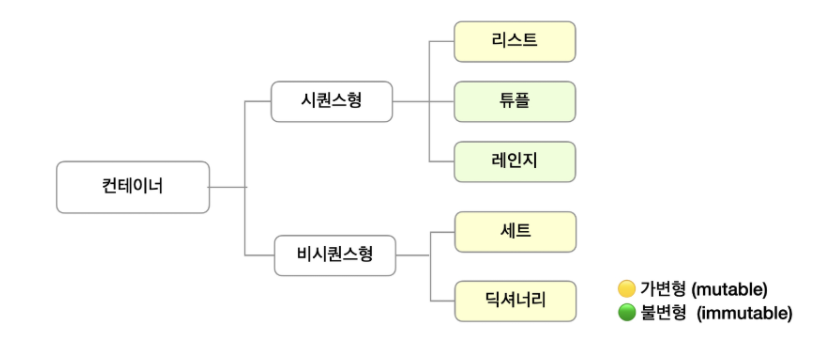 컨테이너
시퀀스형
리스트
튜플
레인지
비시퀀스형
세트
딕셔너리
가변형 (mutable)
불변형 (immutable)